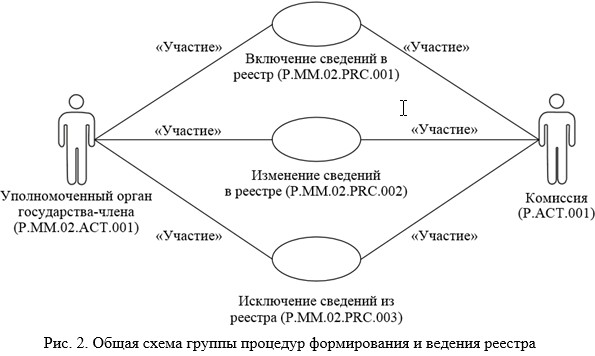 «Участие»
«Участие»
Включение сведений в
реестр (P.MM.02.PRC.001)
«Участие»
«Участие»
Изменение сведений
в реестре (P.MM.02.PRC.002)
Уполномоченный орган
государства-члена
(P.MM.02.ACT.001)
Комиссия
(P.ACT.001)
«Участие»
«Участие»
Исключение сведений из
реестра (P.MM.02.PRC.003)
Рис. 2. Общая схема группы процедур формирования и ведения реестра